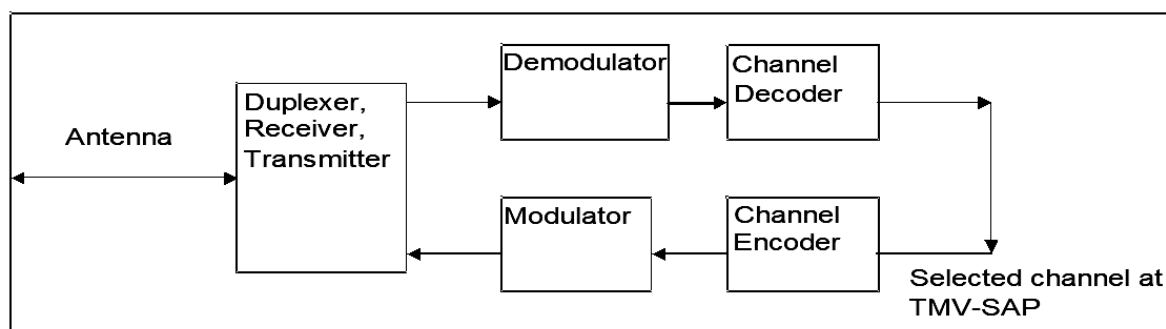 Antenna
Duplexer,
Receiver,
Transmitter
Demodulator
Channel
Decoder
Modulator
Channel
Encoder
Selected channel at
TMV-SAP